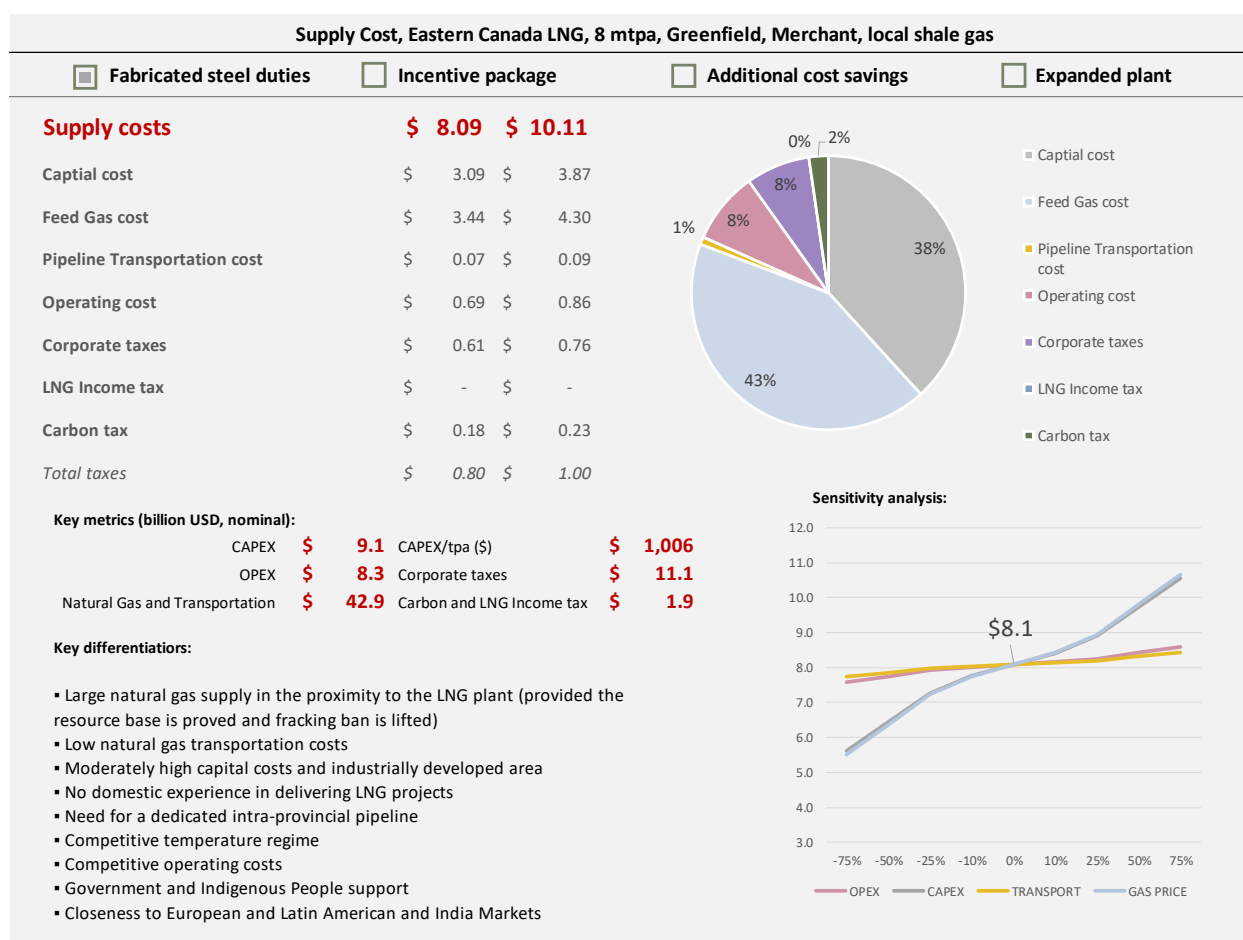 Supply Cost, Eastern Canada LNG, 8 mtpa, Greenfield, Merchant, local shale gas
Fabricated steel duties Incentive package Additional cost savings Expanded plant
Supply costs $ 8.09 $ 10.11
Captial cost $ 3.09 $ 3.87
Feed Gas cost $ 3.44 $ 4.30
Pipeline Transportation cost $ 0.07 $ 0.09
Operating cost $ 0.69 $ 0.86
Corporate taxes $ 0.61 $ 0.76
LNG Income tax $ - $ -
Carbon tax $ 0.18 $ 0.23
Total taxes $ 0.80 $ 1.00
0% 2%
8%
8%
1%
38%
43%
Captial cost
Feed Gas cost
Pipeline Transportation
cost
Operating cost
Corporate taxes
LNG Income tax
Carbon tax
Key metrics (billion USD, nominal):
CAPEX $ 9.1 CAPEX/tpa ($) $ 1,006
OPEX $ 8.3 Corporate taxes $ 11.1
Natural Gas and Transportation $ 42.9 Carbon and LNG Income tax $ 1.9
Key differentiatiors:
▪ Large natural gas supply in the proximity to the LNG plant (provided the
resource base is proved and fracking ban is lifted)
▪ Low natural gas transportation costs
▪ Moderately high capital costs and industrially developed area
▪ No domestic experience in delivering LNG projects
▪ Need for a dedicated intra-provincial pipeline
▪ Competitive temperature regime
▪ Competitive operating costs
▪ Government and Indigenous People support
▪ Closeness to European and Latin American and India Markets
Sensitivity analysis:
12.0
11.0
10.0
9.0
8.0
7.0
6.0
5.0
4.0
3.0
$8.1
-75% -50% -25% -10% 0% 10% 25% 50% 75%
OPEX CAPEX TRANSPORT GAS PRICE